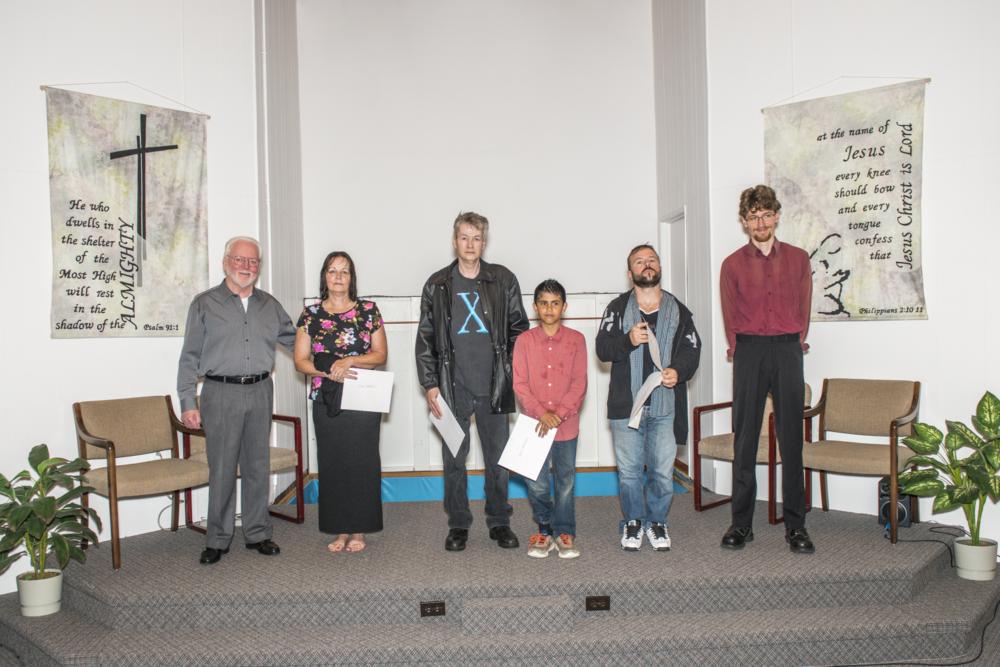 He who
dwells in
the shelter
of the
Most High
will rest
in the
shadow of the
ALMIGHTY
Psalm 91:1
X
at the name of
Jesus
every knee
should bow
and every
tongue
confess
that
Jesus Christ is Lord
Philippians 2:10 11